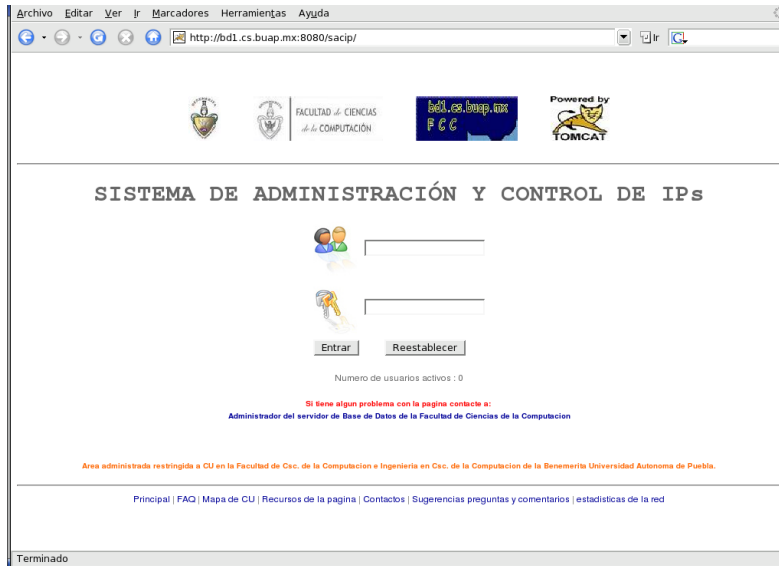 Archivo Editar Ver Ir Marcadores Herramientas Ayuda
http://bd1.cs.buap.mx:8080/sacip/
Ir
G
FACULTAD de CIENCIAS
de la COMPUTACIÓN
bd1.cs.buap.mx
FCC
Powered by
TOMCAT
SISTEMA DE ADMINISTRACIÓN Y CONTROL DE IPs
Entrar Reestablecer
Numero de usuarios activos : 0
Si tiene algun problema con la pagina contacte a:
Administrador del servidor de Base de Datos de la Facultad de Ciencias de la Computacion
Area administrada restringida a CU en la Facultad de Csc. de la Computacion e Ingenieria en Csc. de la Computacion de la Benemerita Universidad Autonoma de Puebla.
Principal | FAQ | Mapa de CU | Recursos de la pagina | Contactos | Sugerencias preguntas y comentarios | estadisticas de la red
Terminado